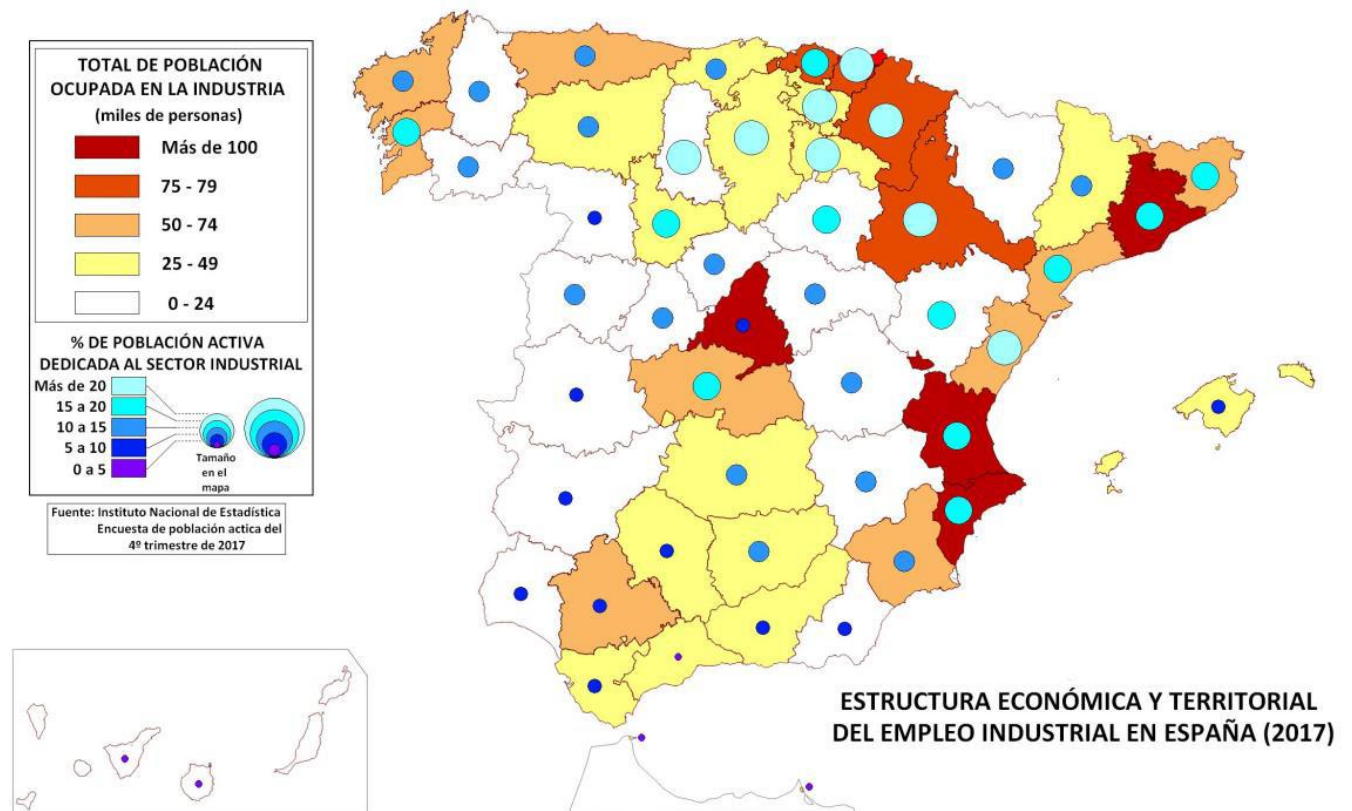 TOTAL DE POBLACIÓN
OCUPADA EN LA INDUSTRIA
(miles de personas)
Más de 100
75 - 79
50 - 74
25 - 49
0 - 24
% DE POBLACIÓN ACTIVA
DEDICADA AL SECTOR INDUSTRIAL
Más de 20
15 a 20
10 a 15
5 a 10
0 a 5
Tamaño
en el
mapa
Fuente: Instituto Nacional de Estadística
Encuesta de población actica del
4º trimestre de 2017
ESTRUCTURA ECONÓMICA Y TERRITORIAL
DEL EMPLEO INDUSTRIAL EN ESPAÑA (2017)